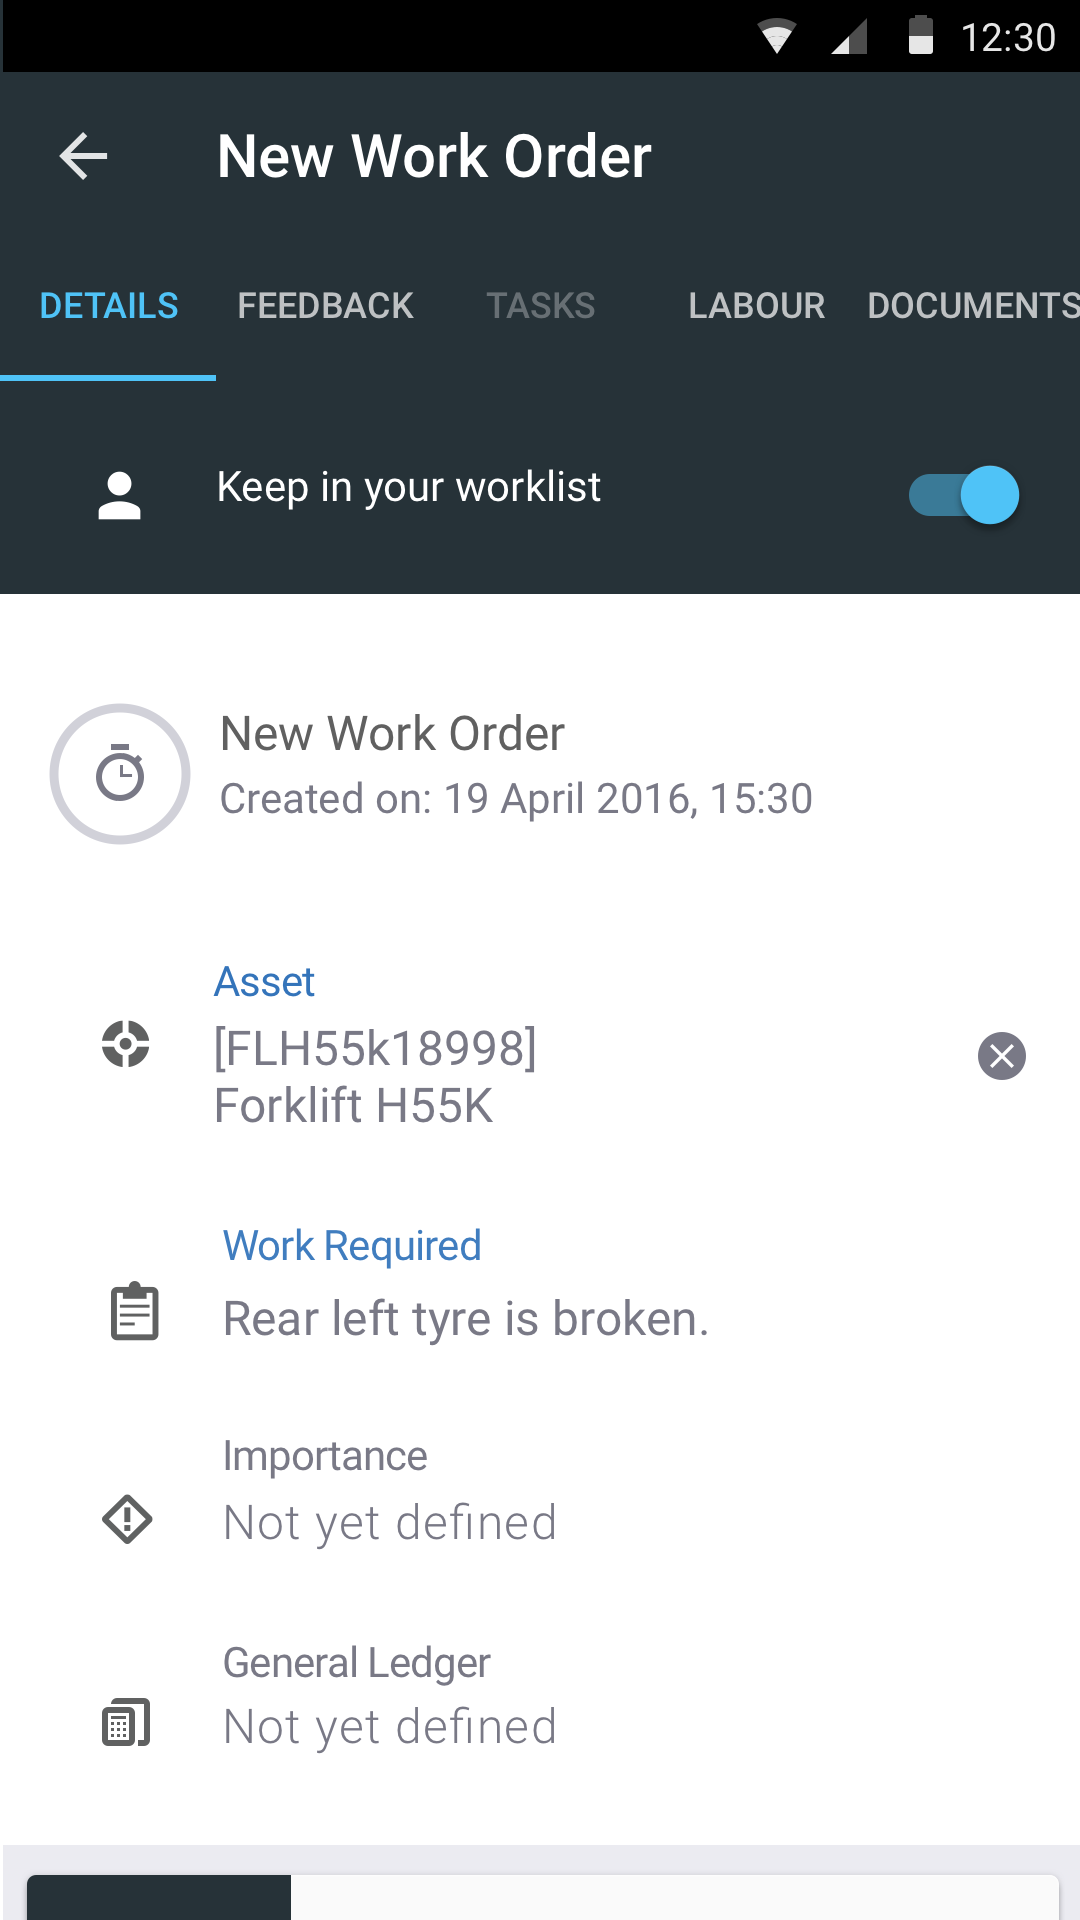 12:30
New Work Order
DETAILS FEEDBACK TASKS LABOUR DOCUMENTS
Keep in your worklist
New Work Order
Created on: 19 April 2016, 15:30
Asset
[FLH55k18998]
Forklift H55K
Work Required
Rear left tyre is broken.
Importance
Not yet defined
General Ledger
Not yet defined